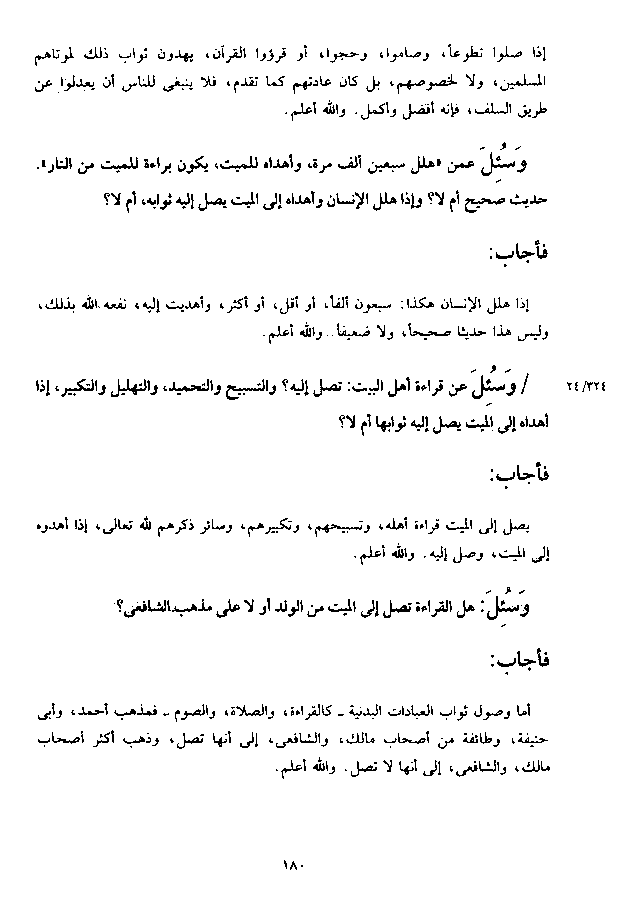 إذا صلوا تطوعاً، وصاموا، وحجوا، أو قرؤوا القرآن، يهدون ثواب ذلك لموتاهم
المسلمين، ولا لخصوصهم، بل كان عادتهم كما تقدم، فلا ينبغى للناس أن يعدلوا عن
طريق السلف، فإنه أفضل وأكمل. والله أعلم.
وَسُئِلَ عمن «هلل سبعين ألف مرة، وأهداه للميت، يكون براءة للميت من النار».
حديث صحيح أم لا؟ وإذا هلل الإنسان وأهداه إلى الميت يصل إليه ثوابه، أم لا؟
فأجاب:
إذا هلل الإنسان هكذا: سبعون ألفاً، أو أقل، أو أكثر، وأهديت إليه، نفعه الله بذلك،
وليس هذا حديثا صحيحاً، ولا ضعيفاً.. والله أعلم.
٢٤/٣٢٤ / وَسُئِلَ عن قراءة أهل البيت: تصل إليه؟ والتسبيح والتحميد، والتهليل والتكبير، إذا
أهداه إلى الميت يصل إليه ثوابها أم لا؟
فأجاب:
يصل إلى الميت قراءة أهله، وتسبيحهم، وتكبيرهم، وسائر ذكرهم لله تعالى، إذا أهدوه
إلى الميت، وصل إليه. والله أعلم.
وَسُئِلَ: هل القراءة تصل إلى الميت من الولد أو لا على مذهب الشافعى؟
فأجاب:
أما وصول ثواب العبادات البدنية ـ كالقراءة، والصلاة، والصوم ـ فمذهب أحمد، وأبى
حنيفة، وطائفة من أصحاب مالك، والشافعى، إلى أنها تصل، وذهب أكثر أصحاب
مالك، والشافعى، إلى أنها لا تصل. والله أعلم.
١٨٠